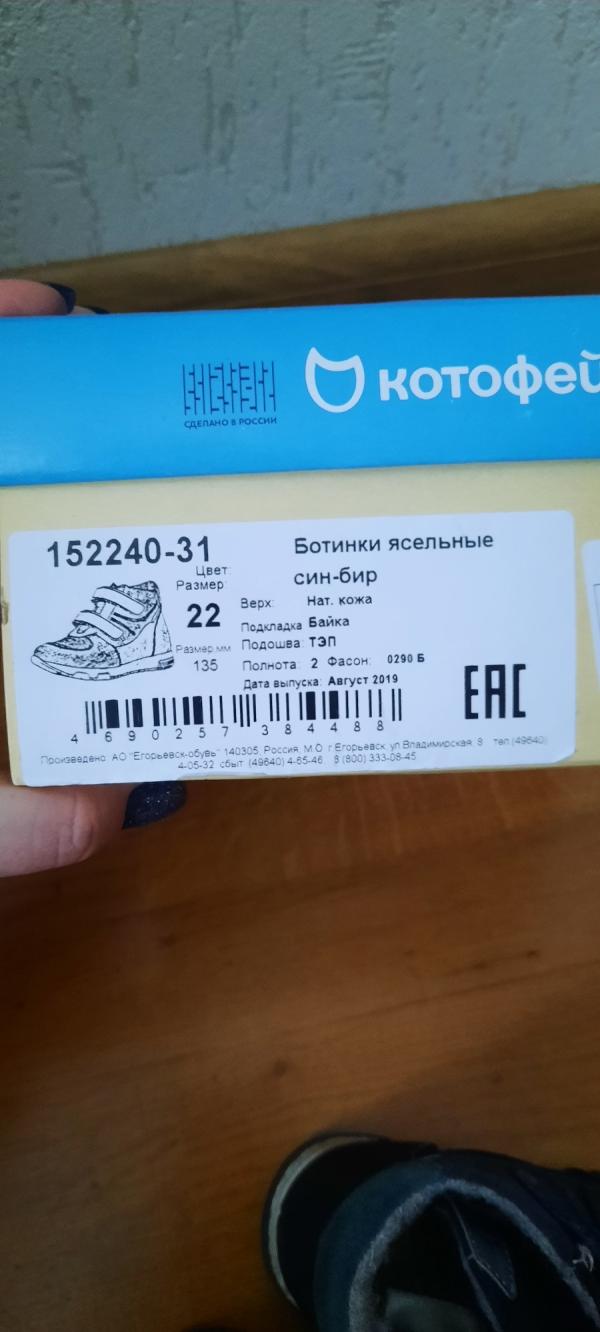 СДЕЛАНО В РОССИИ
котофей
152240-31
Ботинки ясельные
Цвет:
син-бир
Размер:
22
Верх: Нат. кожа
Подкладка Байка
Размер,мм
135
Подошва: ТЭП
Полнота: 2 Фасон: 0290 Б
Дата выпуска: Август 2019
EAC
4 690257 384488
Произведено: АО "Егорьевск-обувь" 140305, Россия, М.О. г.Егорьевск, ул.Владимирская, 8 тел.(49640)
4-05-32 сбыт (49640) 4-65-46 8 (800) 333-08-45